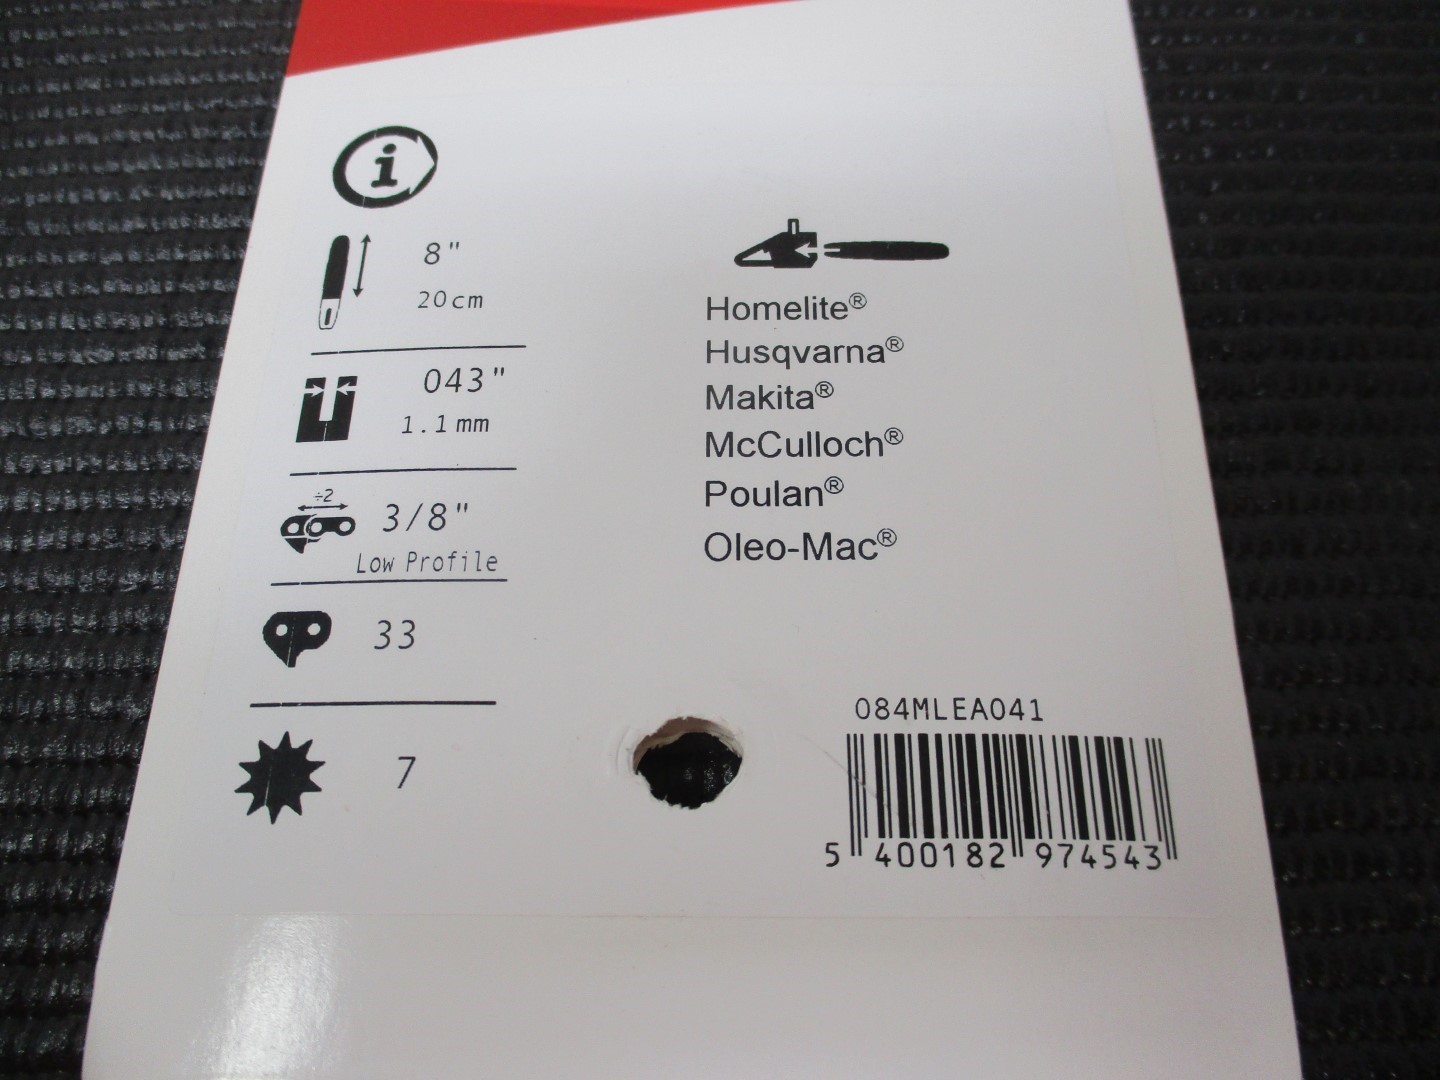 i
8"
20cm
043"
1.1mm
÷2
3/8"
Low Profile
33
7
Homelite®
Husqvarna®
Makita®
McCulloch®
Poulan®
Oleo-Mac®
084MLEA041
5 400182 974543